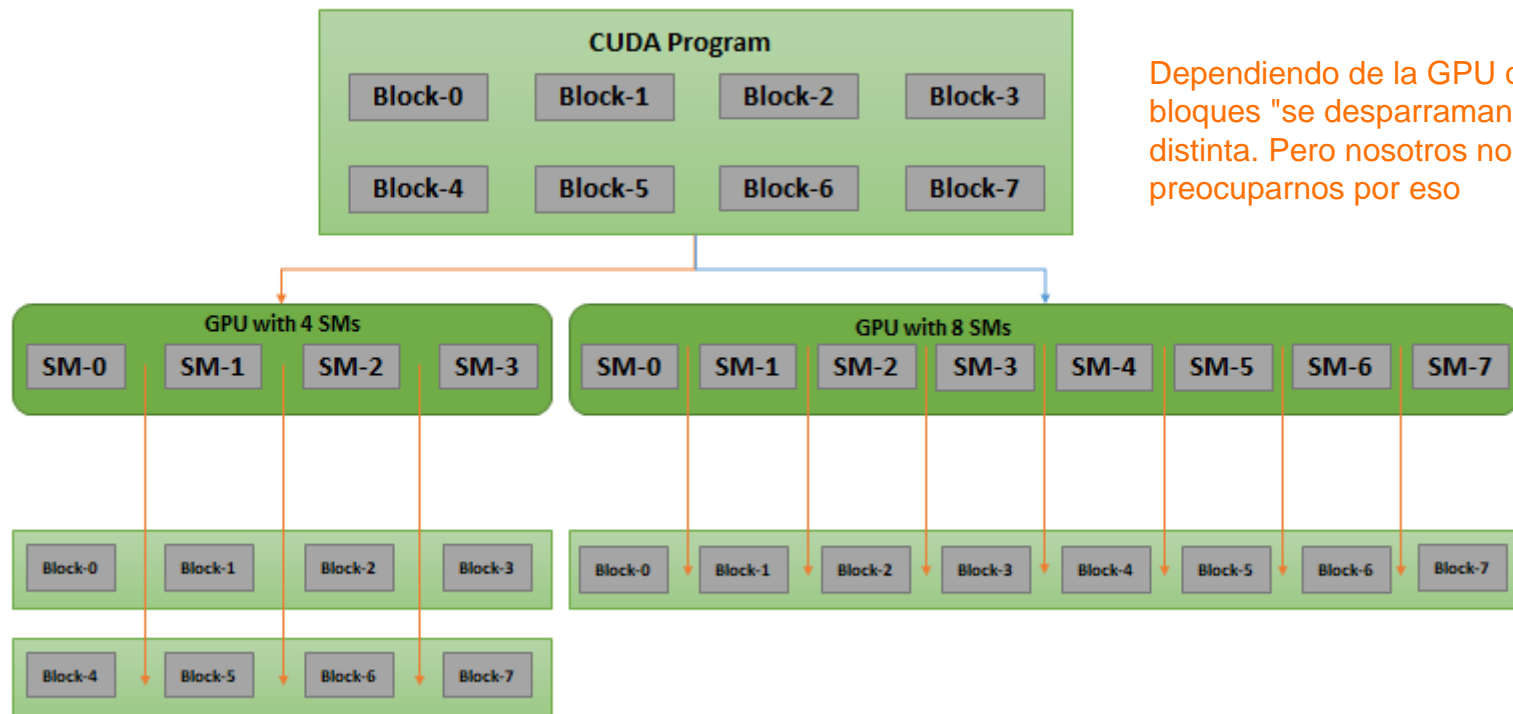 CUDA Program
Block-0 Block-1 Block-2 Block-3
Block-4 Block-5 Block-6 Block-7
Dependiendo de la GPU
bloques "se desparraman
distinta. Pero nosotros no
preocuparnos por eso
GPU with 4 SMs
SM-0 SM-1 SM-2 SM-3
Block-0 Block-1 Block-2 Block-3
Block-4 Block-5 Block-6 Block-7
GPU with 8 SMs
SM-0 SM-1 SM-2 SM-3 SM-4 SM-5 SM-6 SM-7
Block-0 Block-1 Block-2 Block-3 Block-4 Block-5 Block-6 Block-7